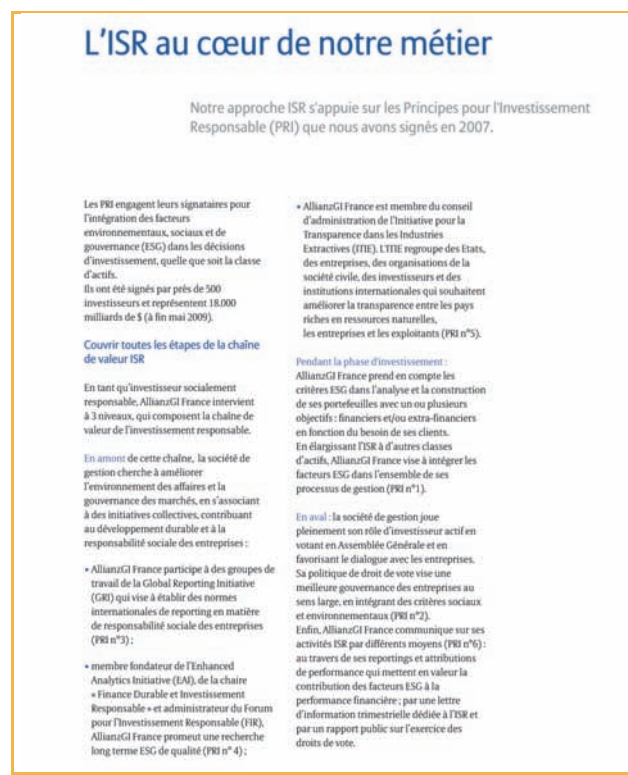 L'ISR au cœur de notre métier
Notre approche ISR s'appuie sur les Principes pour l'Investissement
Responsable (PRI) que nous avons signés en 2007.
Les PRI engagent leurs signataires pour
l'intégration des facteurs
environnementaux, sociaux et de
gouvernance (ESG) dans les décisions
d'investissement, quelle que soit la classe
d'actifs.
Ils ont été signés par près de 500
investisseurs et représentent 18.000
milliards de $ (à fin mai 2009).
Couvrir toutes les étapes de la chaîne
de valeur ISR
En tant qu'investisseur socialement
responsable, AllianzGI France intervient
à 3 niveaux, qui composent la chaîne de
valeur de l'investissement responsable.
En amont de cette chaîne, la société de
gestion cherche à améliorer
l'environnement des affaires et la
gouvernance des marchés, en s'associant
à des initiatives collectives, contribuant
au développement durable et à la
responsabilité sociale des entreprises :
• AllianzGI France participe à des groupes de
travail de la Global Reporting Initiative
(GRI) qui vise à établir des normes
internationales de reporting en matière
de responsabilité sociale des entreprises
(PRI n°3) ;
• membre fondateur de l'Enhanced
Analytics Initiative (EAI), de la chaire
« Finance Durable et Investissement
Responsable » et administrateur du Forum
pour l'Investissement Responsable (FIR),
AllianzGI France promeut une recherche
long terme ESG de qualité (PRI n° 4) ;
• AllianzGI France est membre du conseil
d'administration de l'Initiative pour la
Transparence dans les Industries
Extractives (ITIE). L'ITIE regroupe des Etats,
des entreprises, des organisations de la
société civile, des investisseurs et des
institutions internationales qui souhaitent
améliorer la transparence entre les pays
riches en ressources naturelles,
les entreprises et les exploitants (PRI n°5).
Pendant la phase d'investissement :
AllianzGI France prend en compte les
critères ESG dans l'analyse et la construction
de ses portefeuilles avec un ou plusieurs
objectifs : financiers et/ou extra-financiers
en fonction du besoin de ses clients.
En élargissant l'ISR à d'autres classes
d'actifs, AllianzGI France vise à intégrer les
facteurs ESG dans l'ensemble de ses
processus de gestion (PRI n°1).
En aval : la société de gestion joue
pleinement son rôle d'investisseur actif en
votant en Assemblée Générale et en
favorisant le dialogue avec les entreprises.
Sa politique de droit de vote vise une
meilleure gouvernance des entreprises au
sens large, en intégrant des critères sociaux
et environnementaux (PRI n°2).
Enfin, AllianzGI France communique sur ses
activités ISR par différents moyens (PRI n°6) :
au travers de ses reportings et attributions
de performance qui mettent en valeur la
contribution des facteurs ESG à la
performance financière ; par une lettre
d'information trimestrielle dédiée à l'ISR et
par un rapport public sur l'exercice des
droits de vote.